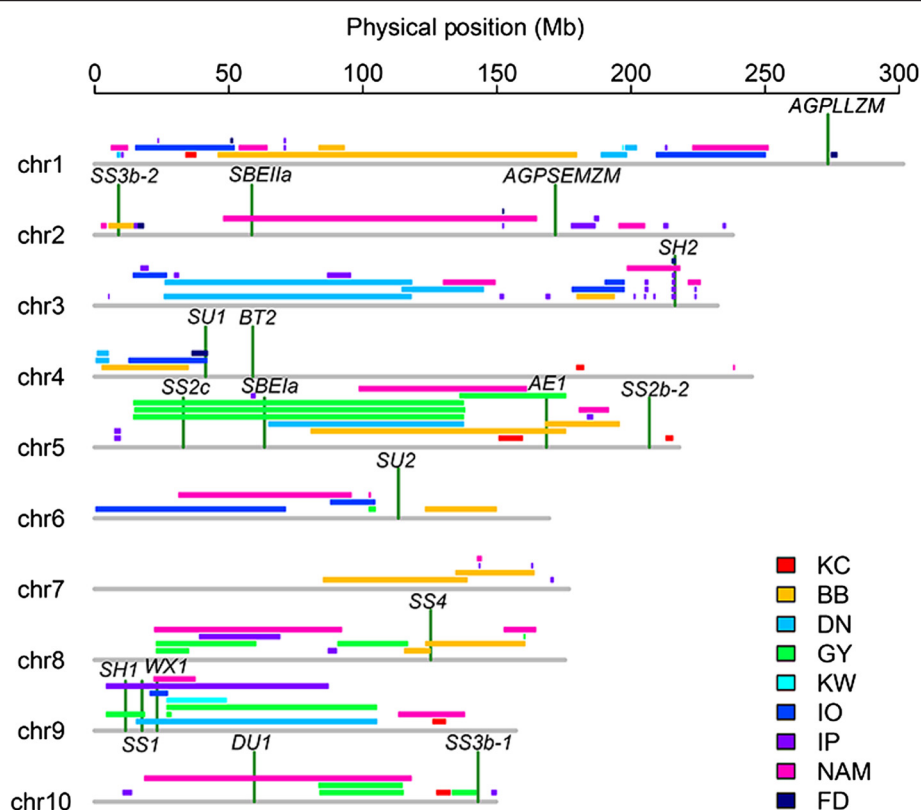 Physical position (Mb)
0 50 100 150 200 250 300
AGPLLZM
chr1
SS3b-2 SBEIIa AGPSEMZM
chr2
SH2
chr3
SU1 BT2
chr4
SS2c SBEIa AE1 SS2b-2
chr5
SU2
chr6
chr7
SS4
chr8
SH1 WX1
chr9
SS1 DU1 SS3b-1
chr10
KC
BB
DN
GY
KW
IO
IP
NAM
FD